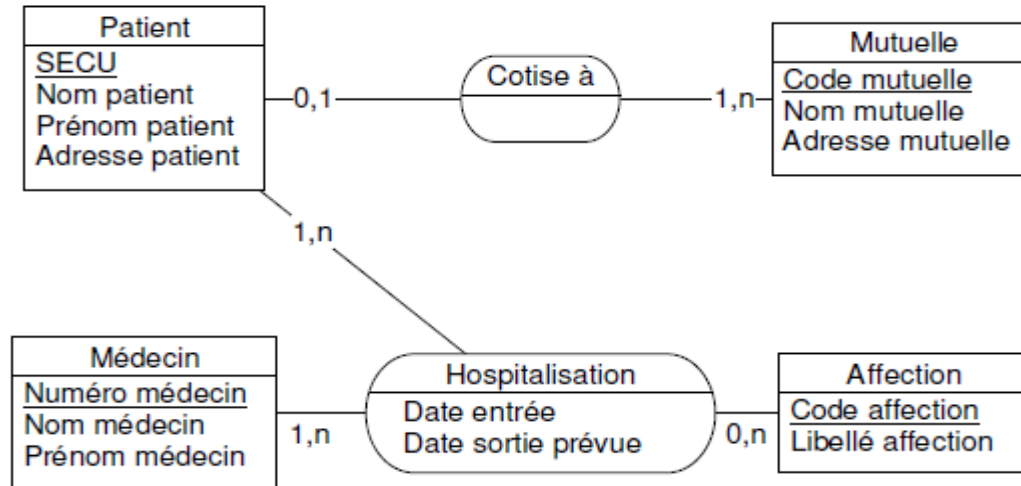 Patient
SECU
Nom patient
Prénom patient
Adresse patient
0,1
Cotise à
1,n
Mutuelle
Code mutuelle
Nom mutuelle
Adresse mutuelle
1,n
Médecin
Numéro médecin
Nom médecin
Prénom médecin
1,n
Hospitalisation
Date entrée
Date sortie prévue
0,n
Affection
Code affection
Libellé affection